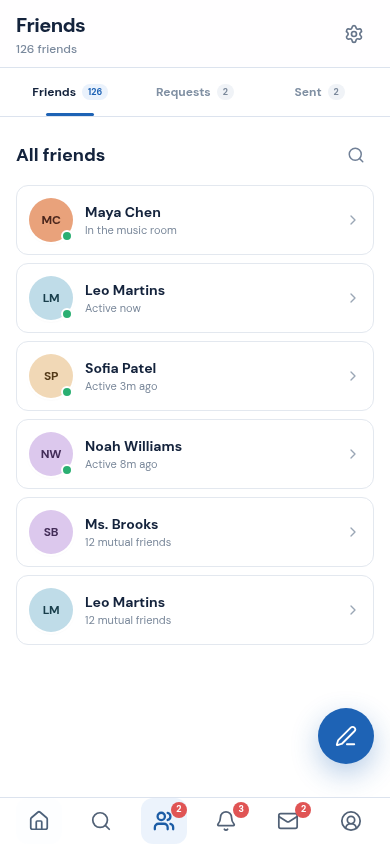 Friends
126 friends
Friends 126
Requests 2
Sent 2
All friends
MC
Maya Chen
In the music room
LM
Leo Martins
Active now
SP
Sofia Patel
Active 3m ago
NW
Noah Williams
Active 8m ago
SB
Ms. Brooks
12 mutual friends
LM
Leo Martins
12 mutual friends
2
3
2